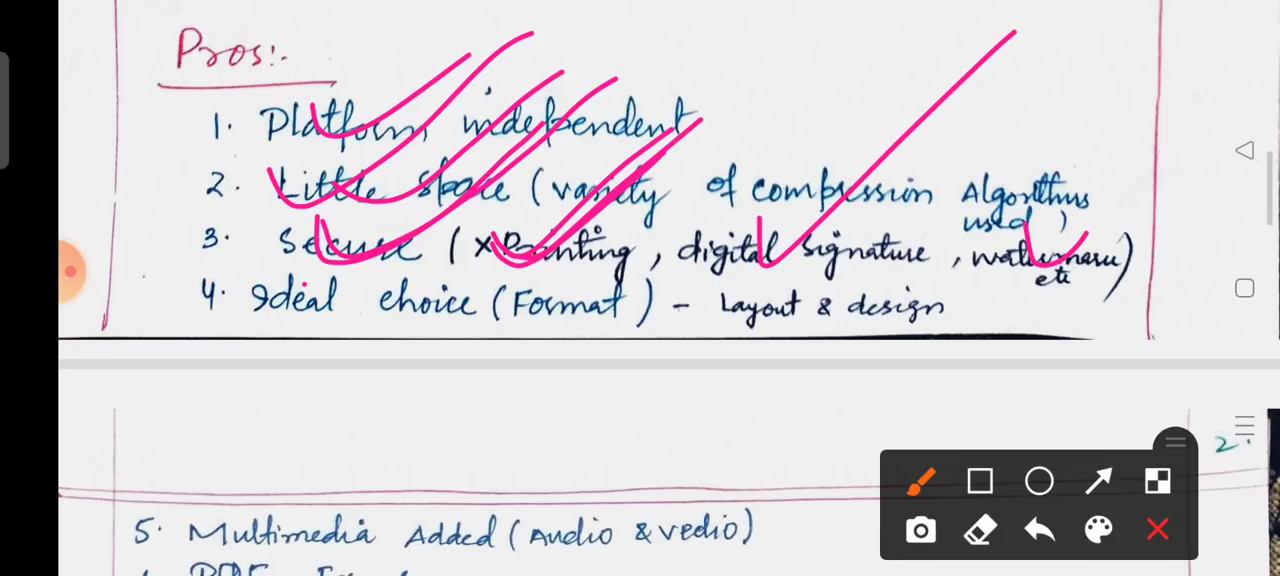 Pros:-
1. Platform independent
2. Little space (variety of compression Algorithms used)
3. Secure (x Printing, digital signature, watermark etc)
4. Ideal choice (Format) - Layout & design
2.
5. Multimedia Added (Audio & vedio)